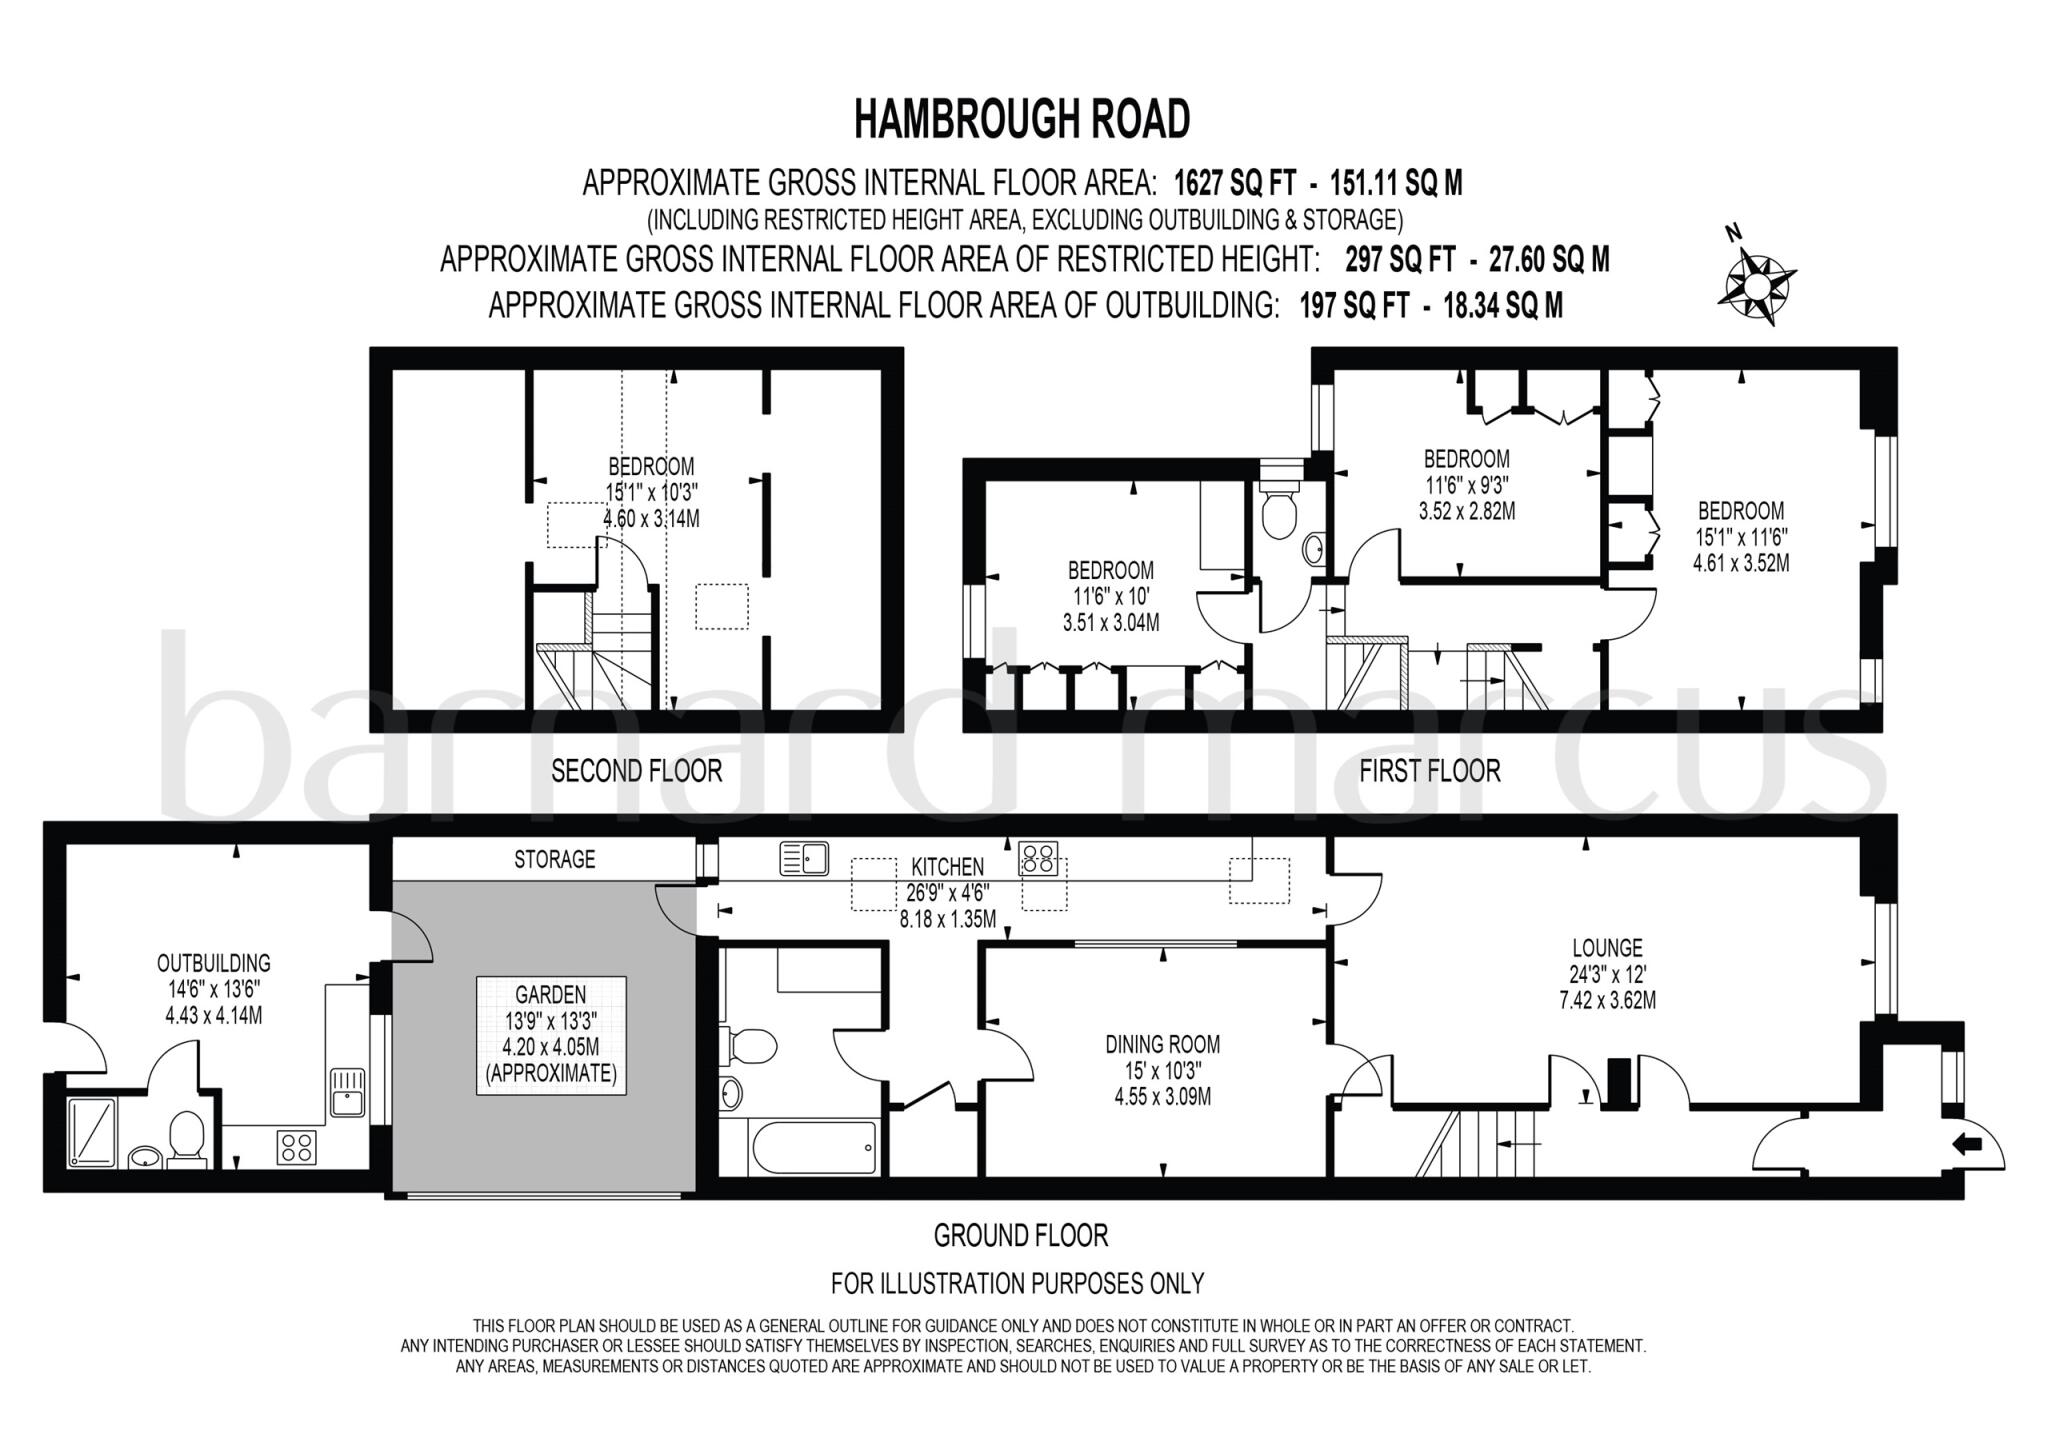 HAMBROUGH ROAD
APPROXIMATE GROSS INTERNAL FLOOR AREA: 1627 SQ FT - 151.11 SQ M
(INCLUDING RESTRICTED HEIGHT AREA, EXCLUDING OUTBUILDING & STORAGE)
APPROXIMATE GROSS INTERNAL FLOOR AREA OF RESTRICTED HEIGHT: 297 SQ FT - 27.60 SQ M
APPROXIMATE GROSS INTERNAL FLOOR AREA OF OUTBUILDING: 197 SQ FT - 18.34 SQ M
N
BEDROOM
15'1" x 10'3"
4.60 x 3.14M
SECOND FLOOR
BEDROOM
11'6" x 10'
3.51 x 3.04M
BEDROOM
11'6" x 9'3"
3.52 x 2.82M
BEDROOM
15'1" x 11'6"
4.61 x 3.52M
FIRST FLOOR
barnard marcus
OUTBUILDING
14'6" x 13'6"
4.43 x 4.14M
STORAGE
GARDEN
13'9" x 13'3"
4.20 x 4.05M
(APPROXIMATE)
KITCHEN
26'9" x 4'6"
8.18 x 1.35M
DINING ROOM
15' x 10'3"
4.55 x 3.09M
LOUNGE
24'3" x 12'
7.42 x 3.62M
GROUND FLOOR
FOR ILLUSTRATION PURPOSES ONLY
THIS FLOOR PLAN SHOULD BE USED AS A GENERAL OUTLINE FOR GUIDANCE ONLY AND DOES NOT CONSTITUTE IN WHOLE OR IN PART AN OFFER OR CONTRACT.
ANY INTENDING PURCHASER OR LESSEE SHOULD SATISFY THEMSELVES BY INSPECTION, SEARCHES, ENQUIRIES AND FULL SURVEY AS TO THE CORRECTNESS OF EACH STATEMENT.
ANY AREAS, MEASUREMENTS OR DISTANCES QUOTED ARE APPROXIMATE AND SHOULD NOT BE USED TO VALUE A PROPERTY OR BE THE BASIS OF ANY SALE OR LET.